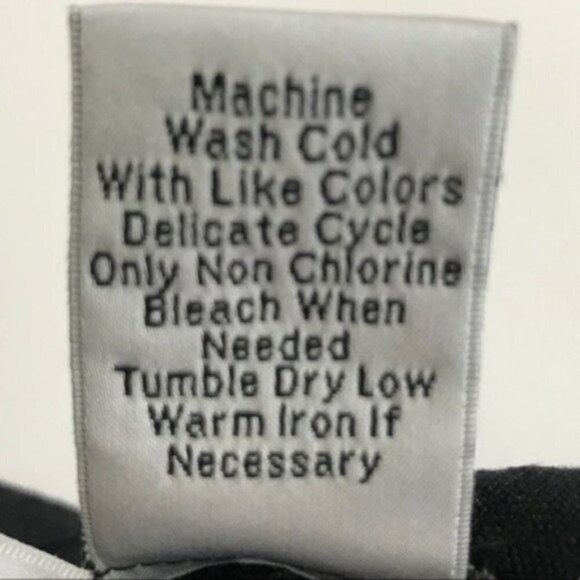 Machine
Wash Cold
With Like Colors
Delicate Cycle
Only Non Chlorine
Bleach When
Needed
Tumble Dry Low
Warm Iron If
Necessary